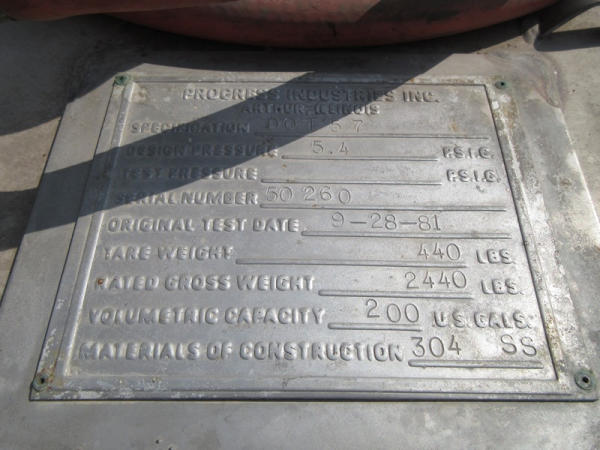 PROGRESS INDUSTRIES INC.
ARTHUR, ILLINOIS
SPECIFICATION DOT 57
DESIGN PRESSURE 5.4 P.S.I.G.
TEST PRESSURE P.S.I.G.
SERIAL NUMBER 50260
ORIGINAL TEST DATE 9-28-81
TARE WEIGHT 440 LBS.
RATED GROSS WEIGHT 2440 LBS.
VOLUMETRIC CAPACITY 200 U.S. GALS.
MATERIALS OF CONSTRUCTION 304 SS